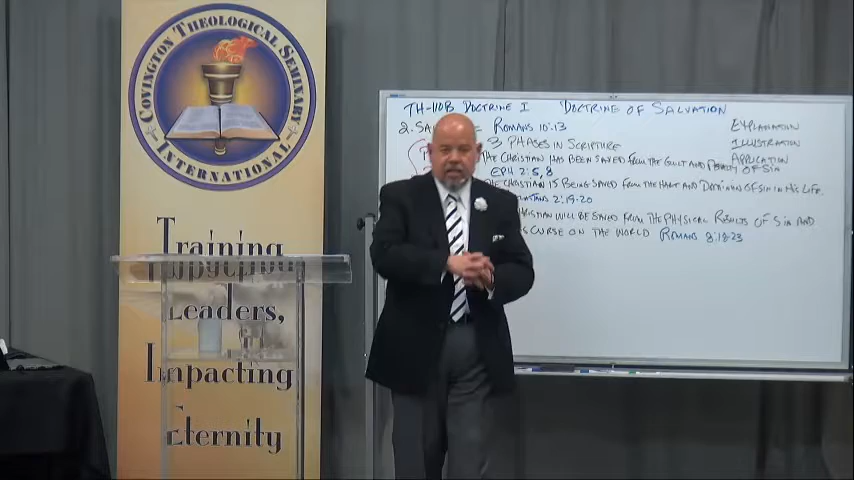 COVINGTON THEOLOGICAL SEMINARY
INTERNATIONAL
Training
Leaders,
Impacting
Eternity
TH-110B DOCTRINE I DOCTRINE OF SALVATION
2. ROMANS 10:13
3 PHASES IN SCRIPTURE
THE CHRISTIAN HAS BEEN SAVED FROM THE GUILT AND PENALTY OF SIN
EPH 2:5,8
CHRISTIAN IS BEING SAVED FROM THE HABIT AND DOMINION OF SIN IN HIS LIFE.
2:19-20
CHRISTIAN WILL BE SAVED FROM THE PHYSICAL RESULTS OF SIN AND
CURSE ON THE WORLD ROMANS 8:18-23
EXPLANATION
ILLUSTRATION
APPLICATION